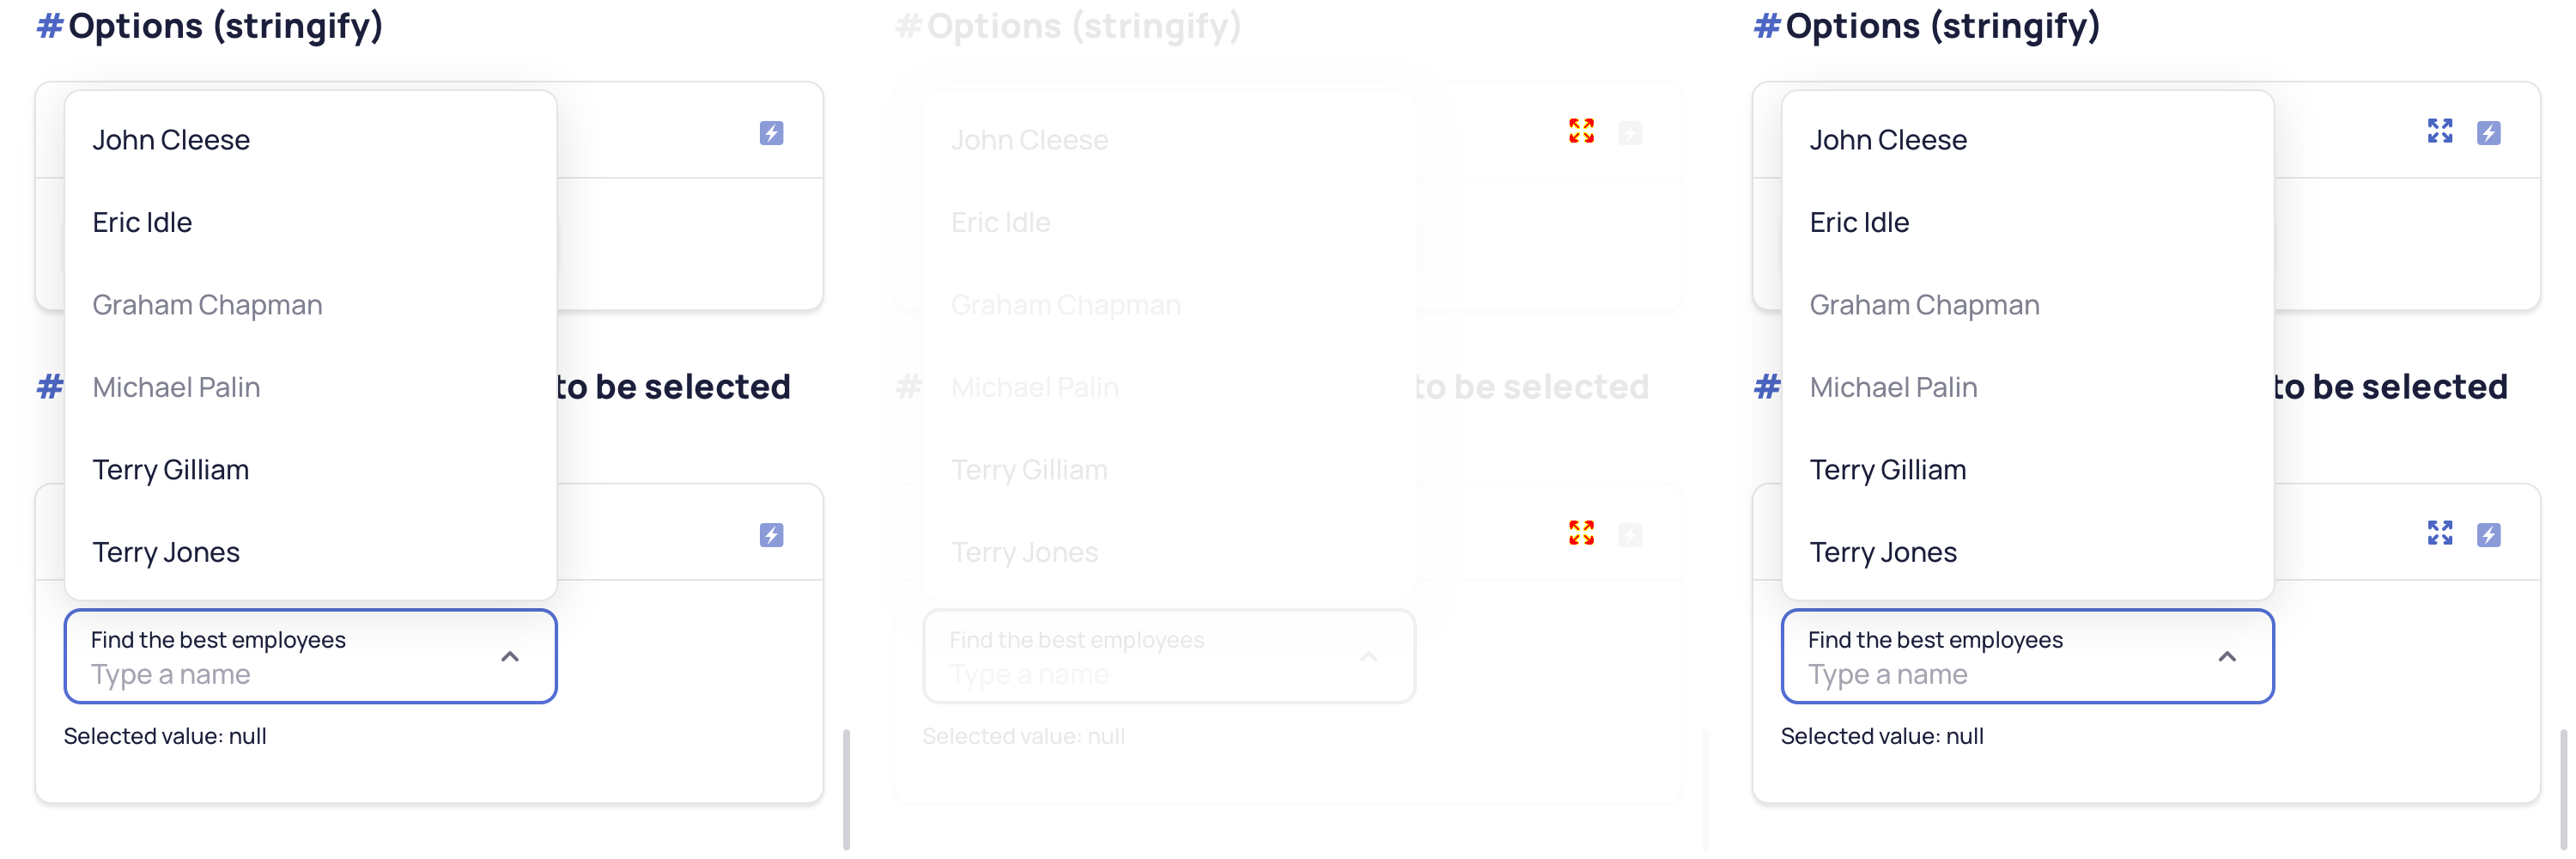 #Options (stringify)
John Cleese
Eric Idle
Graham Chapman
Michael Palin
# to be selected
Terry Gilliam
Terry Jones
Find the best employees
Type a name
Selected value: null
#Options (stringify)
John Cleese
Eric Idle
Graham Chapman
Michael Palin
# to be selected
Terry Gilliam
Terry Jones
Find the best employees
Type a name
Selected value: null
#Options (stringify)
John Cleese
Eric Idle
Graham Chapman
Michael Palin
# to be selected
Terry Gilliam
Terry Jones
Find the best employees
Type a name
Selected value: null